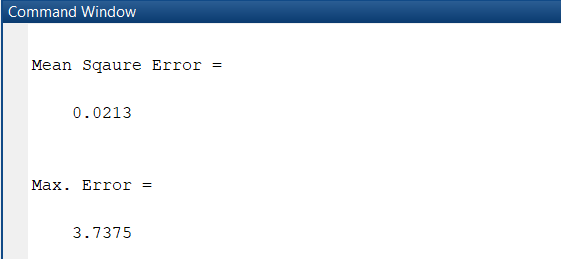 Command Window
Mean Sqaure Error =
0.0213
Max. Error =
3.7375